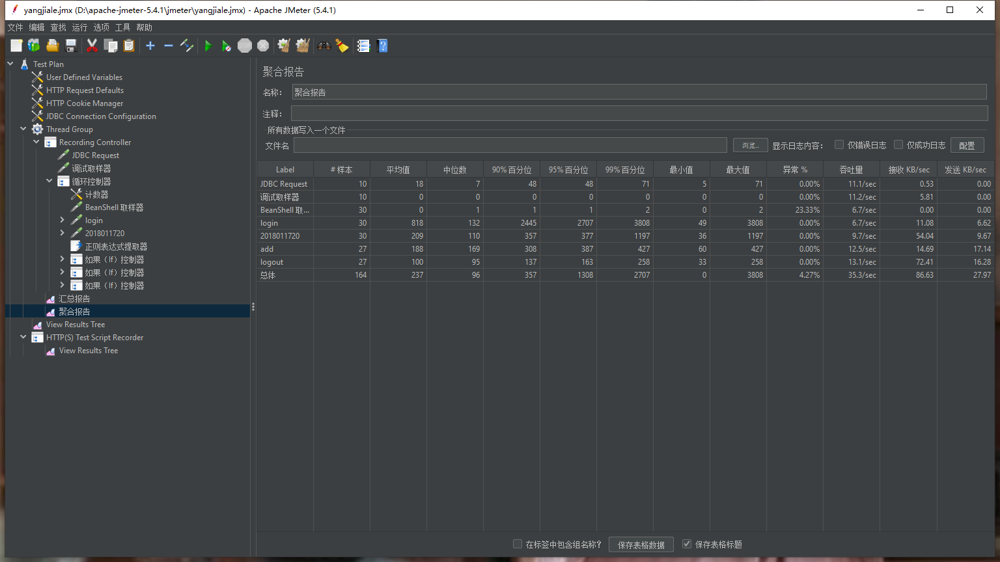 yangjiale.jmx (D:\apache-jmeter-5.4.1\jmeter\yangjiale.jmx) - Apache JMeter (5.4.1)
文件 编辑 查找 运行 选项 工具 帮助
STOP
Test Plan
User Defined Variables
HTTP Request Defaults
HTTP Cookie Manager
JDBC Connection Configuration
Thread Group
Recording Controller
JDBC Request
调试取样器
循环控制器
计数器
BeanShell 取样器
login
2018011720
正则表达式提取器
如果（If）控制器
如果（If）控制器
如果（If）控制器
汇总报告
聚合报告
View Results Tree
HTTP(S) Test Script Recorder
View Results Tree
聚合报告
名称： 聚合报告
注释：
所有数据写入一个文件
文件名 浏览... 显示日志内容： 仅错误日志 仅成功日志 配置
Label # 样本 平均值 中位数 90% 百分位 95% 百分位 99% 百分位 最小值 最大值 异常 % 吞吐量 接收 KB/sec 发送 KB/sec
JDBC Request 10 18 7 48 48 71 5 71 0.00% 11.1/sec 0.53 0.00
调试取样器 10 0 0 0 0 0 0 0 0.00% 11.2/sec 5.81 0.00
BeanShell 取... 30 0 1 1 1 2 0 2 23.33% 6.7/sec 0.00 0.00
login 30 818 132 2445 2707 3808 49 3808 0.00% 6.7/sec 11.08 6.62
2018011720 30 209 110 357 377 1197 36 1197 0.00% 9.7/sec 54.04 9.67
add 27 188 169 308 387 427 60 427 0.00% 12.5/sec 14.69 17.14
logout 27 100 95 137 163 258 33 258 0.00% 13.1/sec 72.41 16.28
总体 164 237 96 357 1308 2707 0 3808 4.27% 35.3/sec 86.63 27.97
在标签中包含组名称? 保存表格数据 保存表格标题